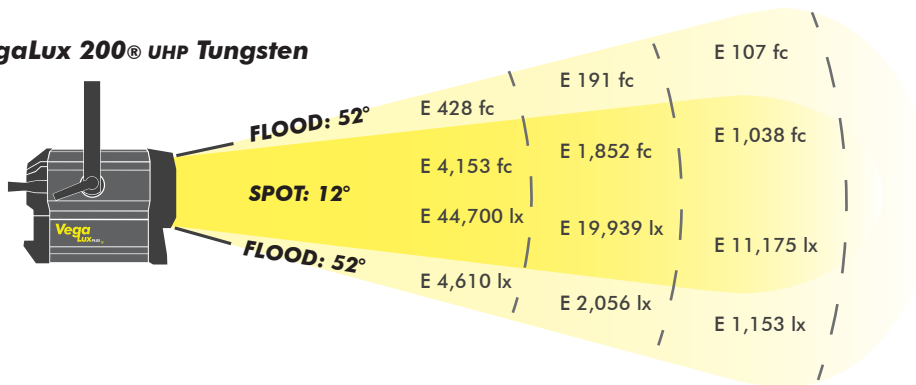 200® UHP Tungsten
FLOOD: 52°
SPOT: 12°
FLOOD: 52°
E 428 fc
E 4,153 fc
E 44,700 lx
E 4,610 lx
E 191 fc
E 1,852 fc
E 19,939 lx
E 2,056 lx
E 107 fc
E 1,038 fc
E 11,175 lx
E 1,153 lx
Vega
Lux